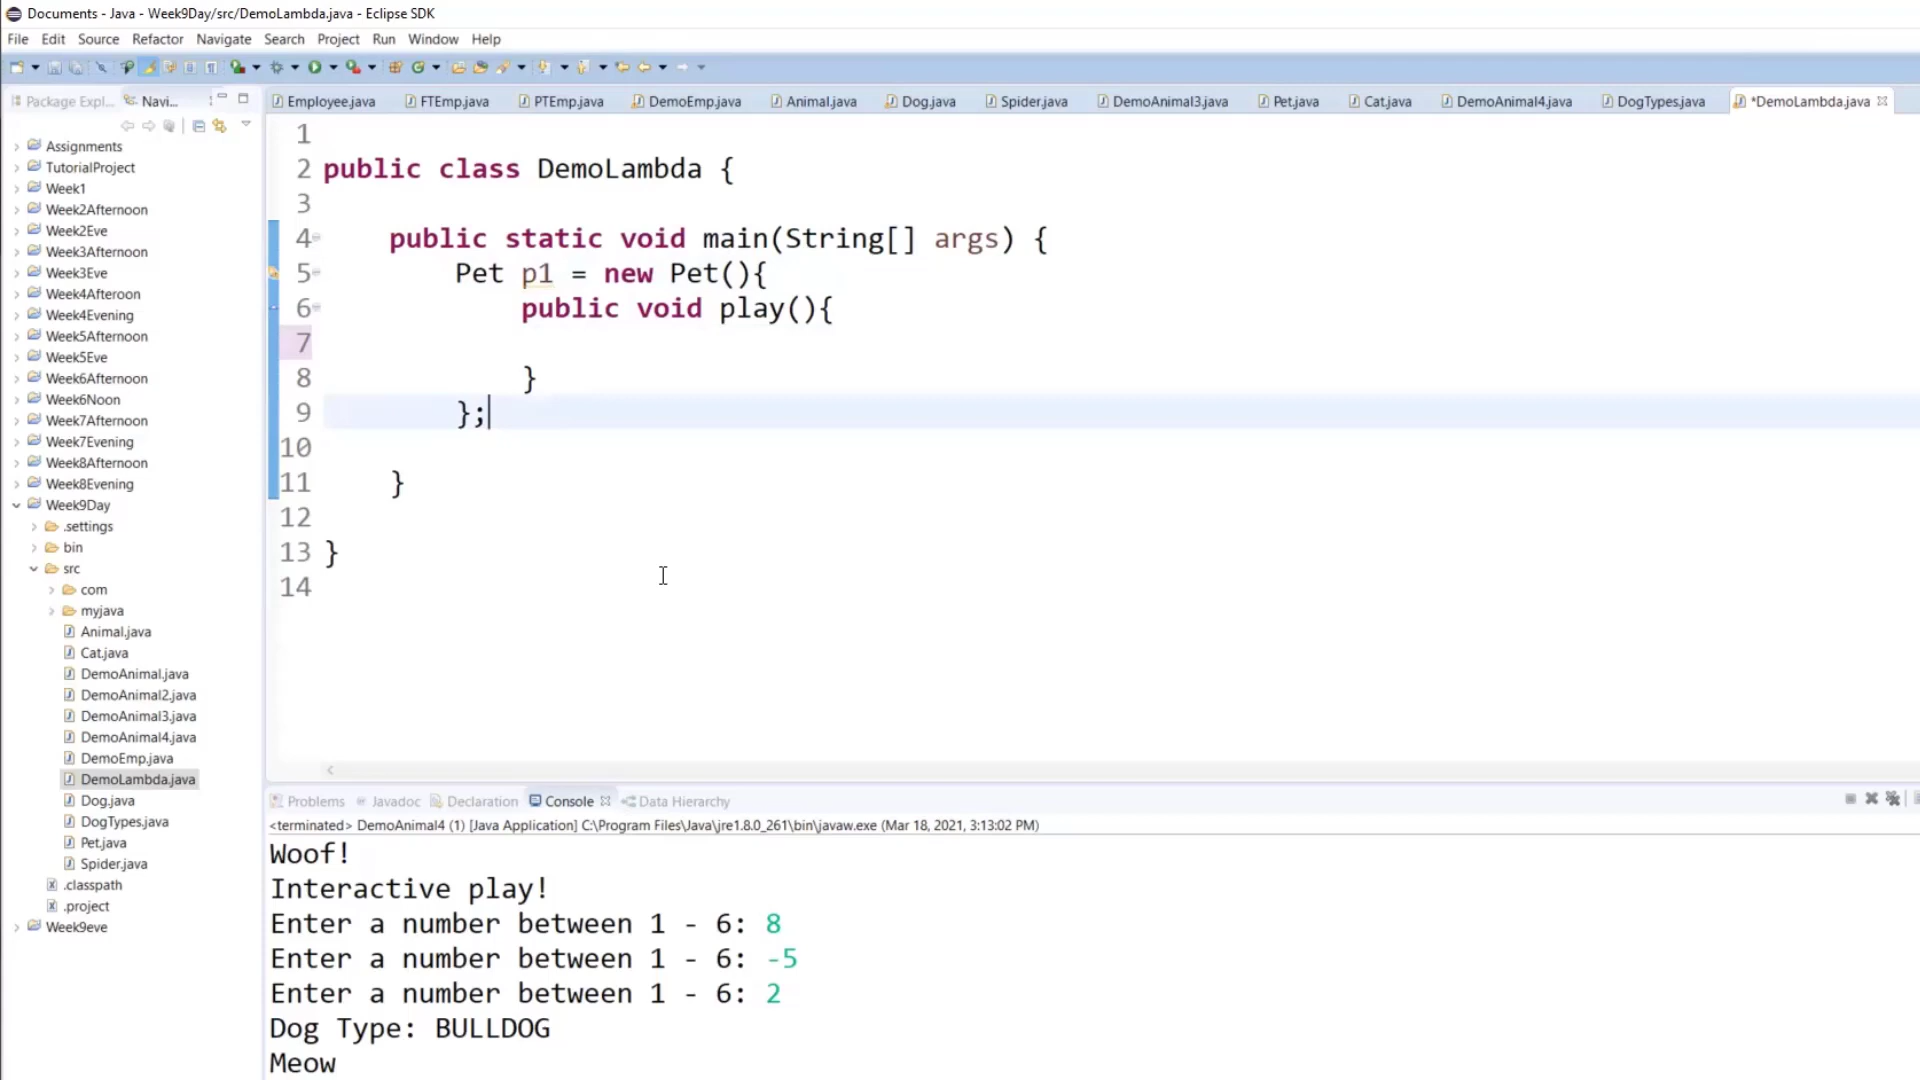 Documents - Java - Week9Day/src/DemoLambda.java - Eclipse SDK
File Edit Source Refactor Navigate Search Project Run Window Help
Package Expl... Navi...
Employee.java FTEmp.java PTEmp.java DemoEmp.java Animal.java Dog.java Spider.java DemoAnimal3.java Pet.java Cat.java DemoAnimal4.java DogTypes.java *DemoLambda.java
Assignments
TutorialProject
Week1
Week2Afternoon
Week2Eve
Week3Afternoon
Week3Eve
Week4Afteroon
Week4Evening
Week5Afternoon
Week5Eve
Week6Afternoon
Week6Noon
Week7Afternoon
Week7Evening
Week8Afternoon
Week8Evening
Week9Day
.settings
bin
src
com
myjava
Animal.java
Cat.java
DemoAnimal.java
DemoAnimal2.java
DemoAnimal3.java
DemoAnimal4.java
DemoEmp.java
DemoLambda.java
Dog.java
DogTypes.java
Pet.java
Spider.java
.classpath
.project
Week9eve
1
2 public class DemoLambda {
3
4 public static void main(String[] args) {
5 Pet p1 = new Pet(){
6 public void play(){
7
8 }
9 };
10
11 }
12
13 }
14
Problems Javadoc Declaration Console Data Hierarchy
<terminated> DemoAnimal4 (1) [Java Application] C:\Program Files\Java\jre1.8.0_261\bin\javaw.exe (Mar 18, 2021, 3:13:02 PM)
Woof!
Interactive play!
Enter a number between 1 - 6: 8
Enter a number between 1 - 6: -5
Enter a number between 1 - 6: 2
Dog Type: BULLDOG
Meow